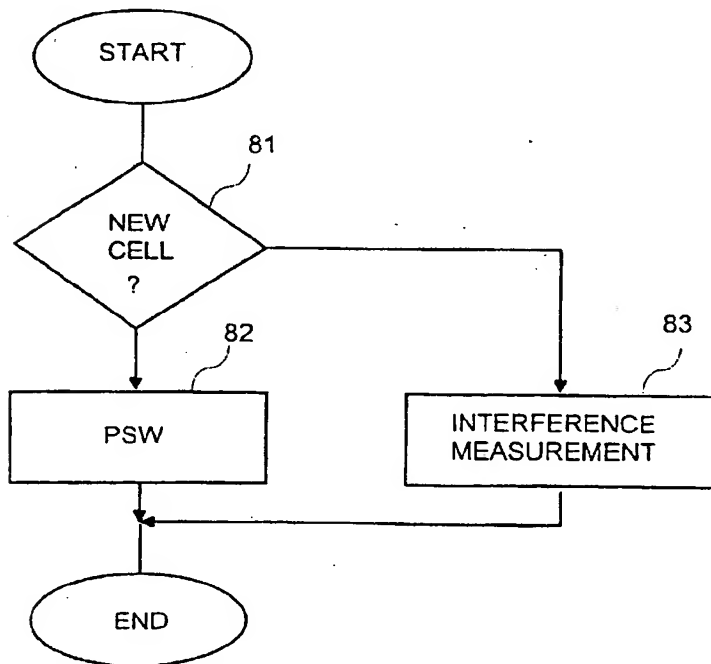 START
81
NEW
CELL
?
82
PSW
83
INTERFERENCE
MEASUREMENT
END